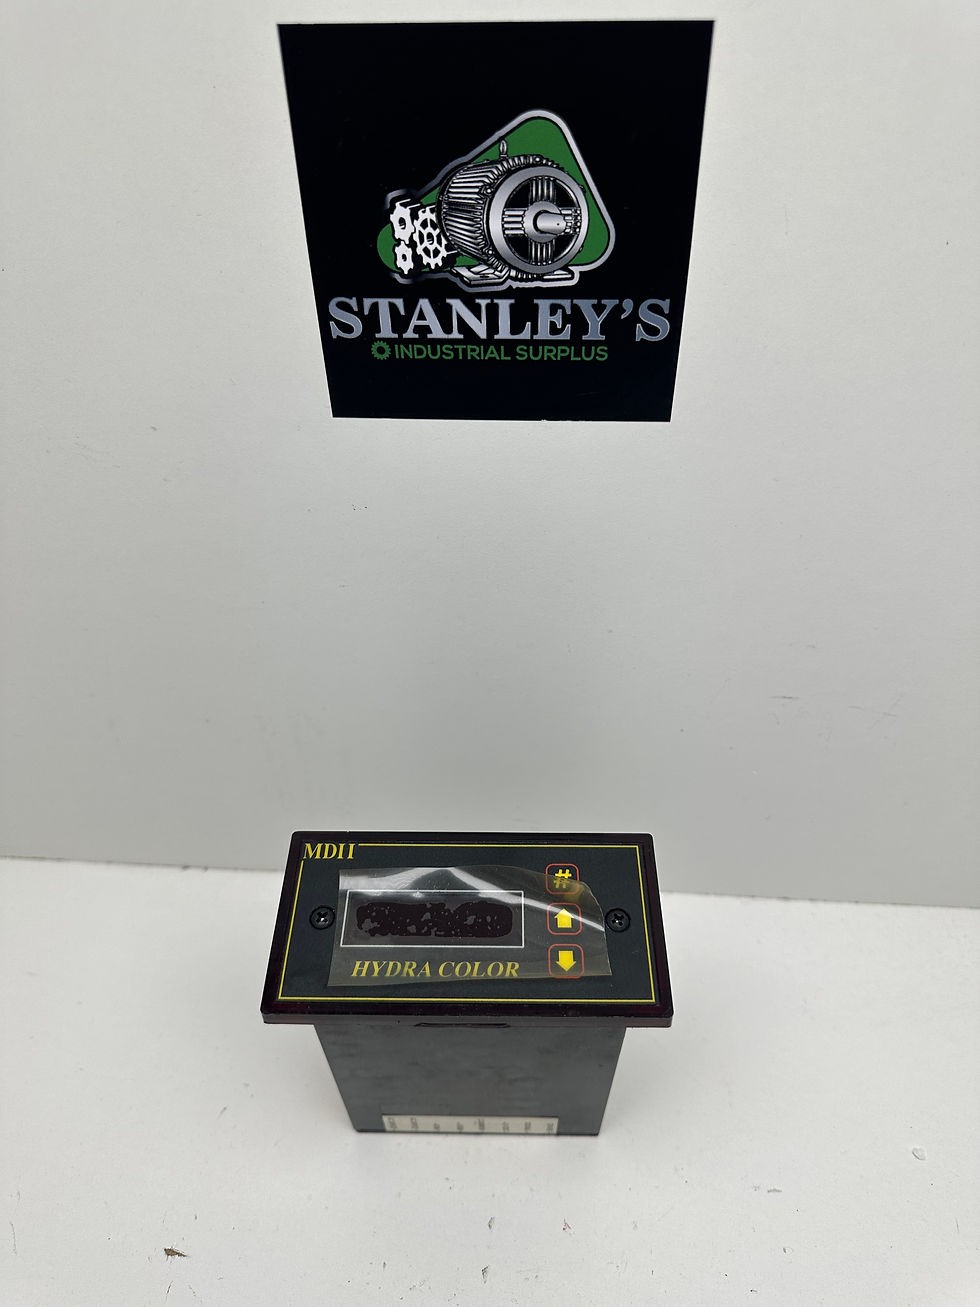 STANLEY'S
INDUSTRIAL SURPLUS
MDII
#
HYDRA COLOR